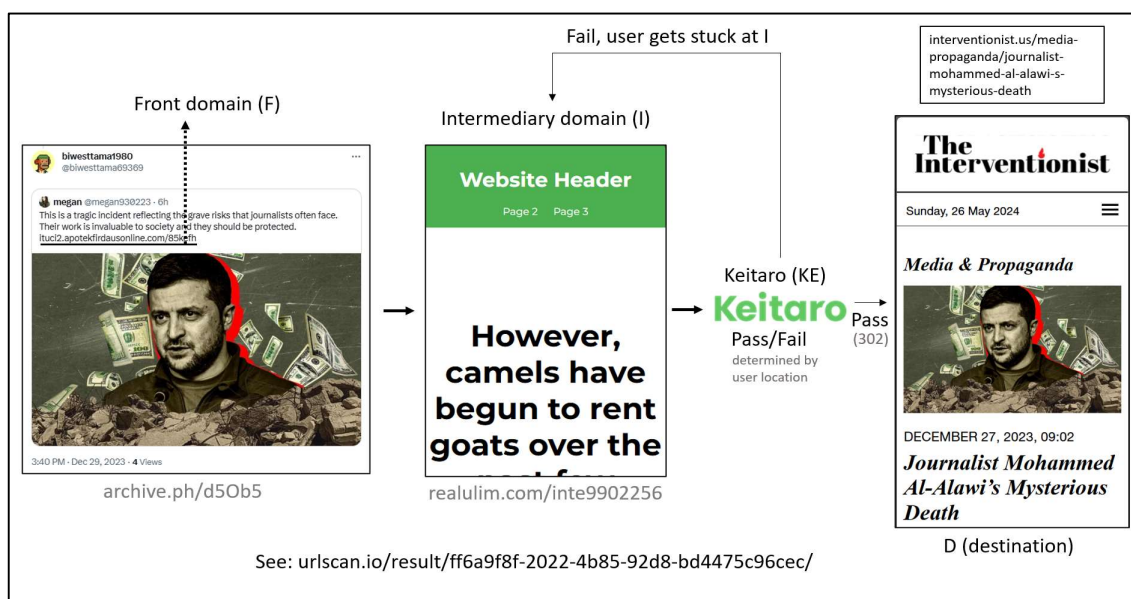 Fail, user gets stuck at I
interventionist.us/media-
propaganda/journalist-
mohammed-al-alawi-s-
mysterious-death
Front domain (F)
Intermediary domain (I)
biwesttama1980
@biwesttama69369
megan @megan930223 · 6h
This is a tragic incident reflecting the grave risks that journalists often face.
Their work is invaluable to society and they should be protected.
ituci2.apotekfirdausonline.com/85k
3:40 PM · Dec 29, 2023 · 4 Views
archive.ph/d5Ob5
Website Header
Page 2 Page 3
However,
camels have
begun to rent
goats over the
past few
realulim.com/inte9902256
Keitaro (KE)
Keitaro
Pass/Fail
determined by
user location
Pass
(302)
The
Interventionist
Sunday, 26 May 2024
Media & Propaganda
DECEMBER 27, 2023, 09:02
Journalist Mohammed
Al-Alawi’s Mysterious
Death
D (destination)
See: urlscan.io/result/ff6a9f8f-2022-4b85-92d8-bd4475c96cec/